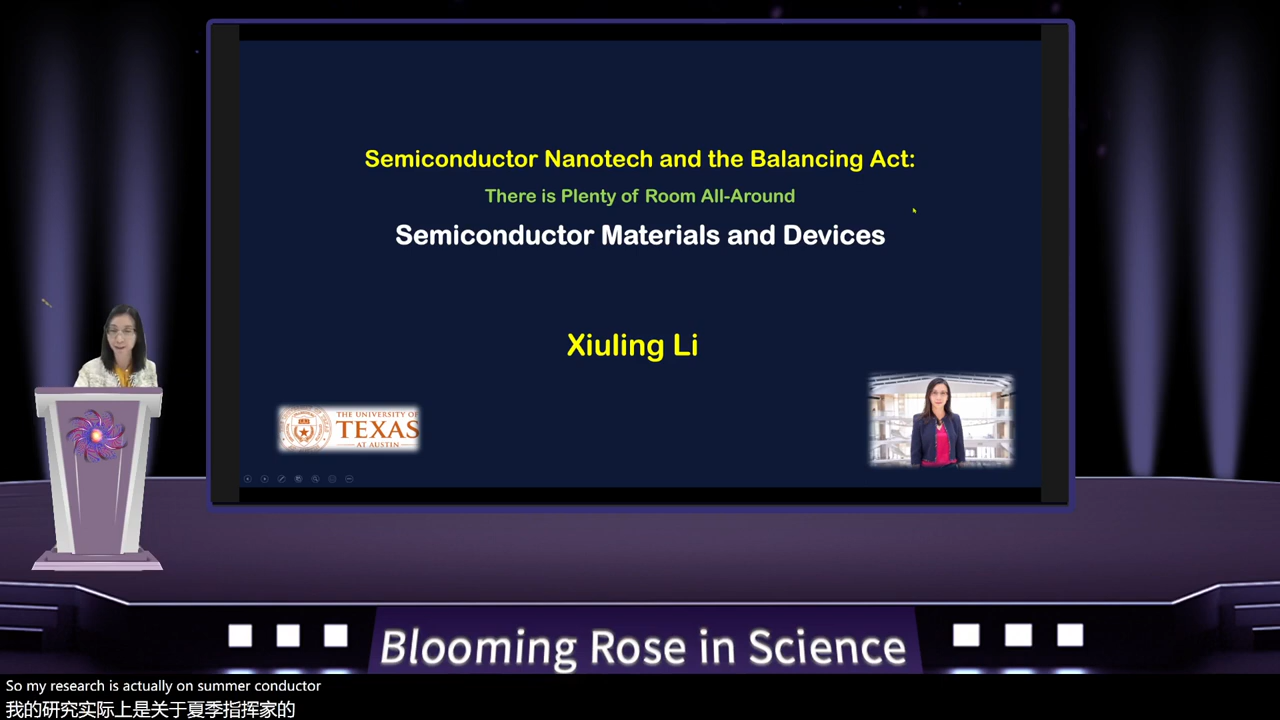 Semiconductor Nanotech and the Balancing Act:
There is Plenty of Room All-Around
Semiconductor Materials and Devices
Xiuling Li
THE UNIVERSITY OF
TEXAS
AT AUSTIN
Blooming Rose in Science
So my research is actually on summer conductor
我的研究实际上是关于夏季指挥家的